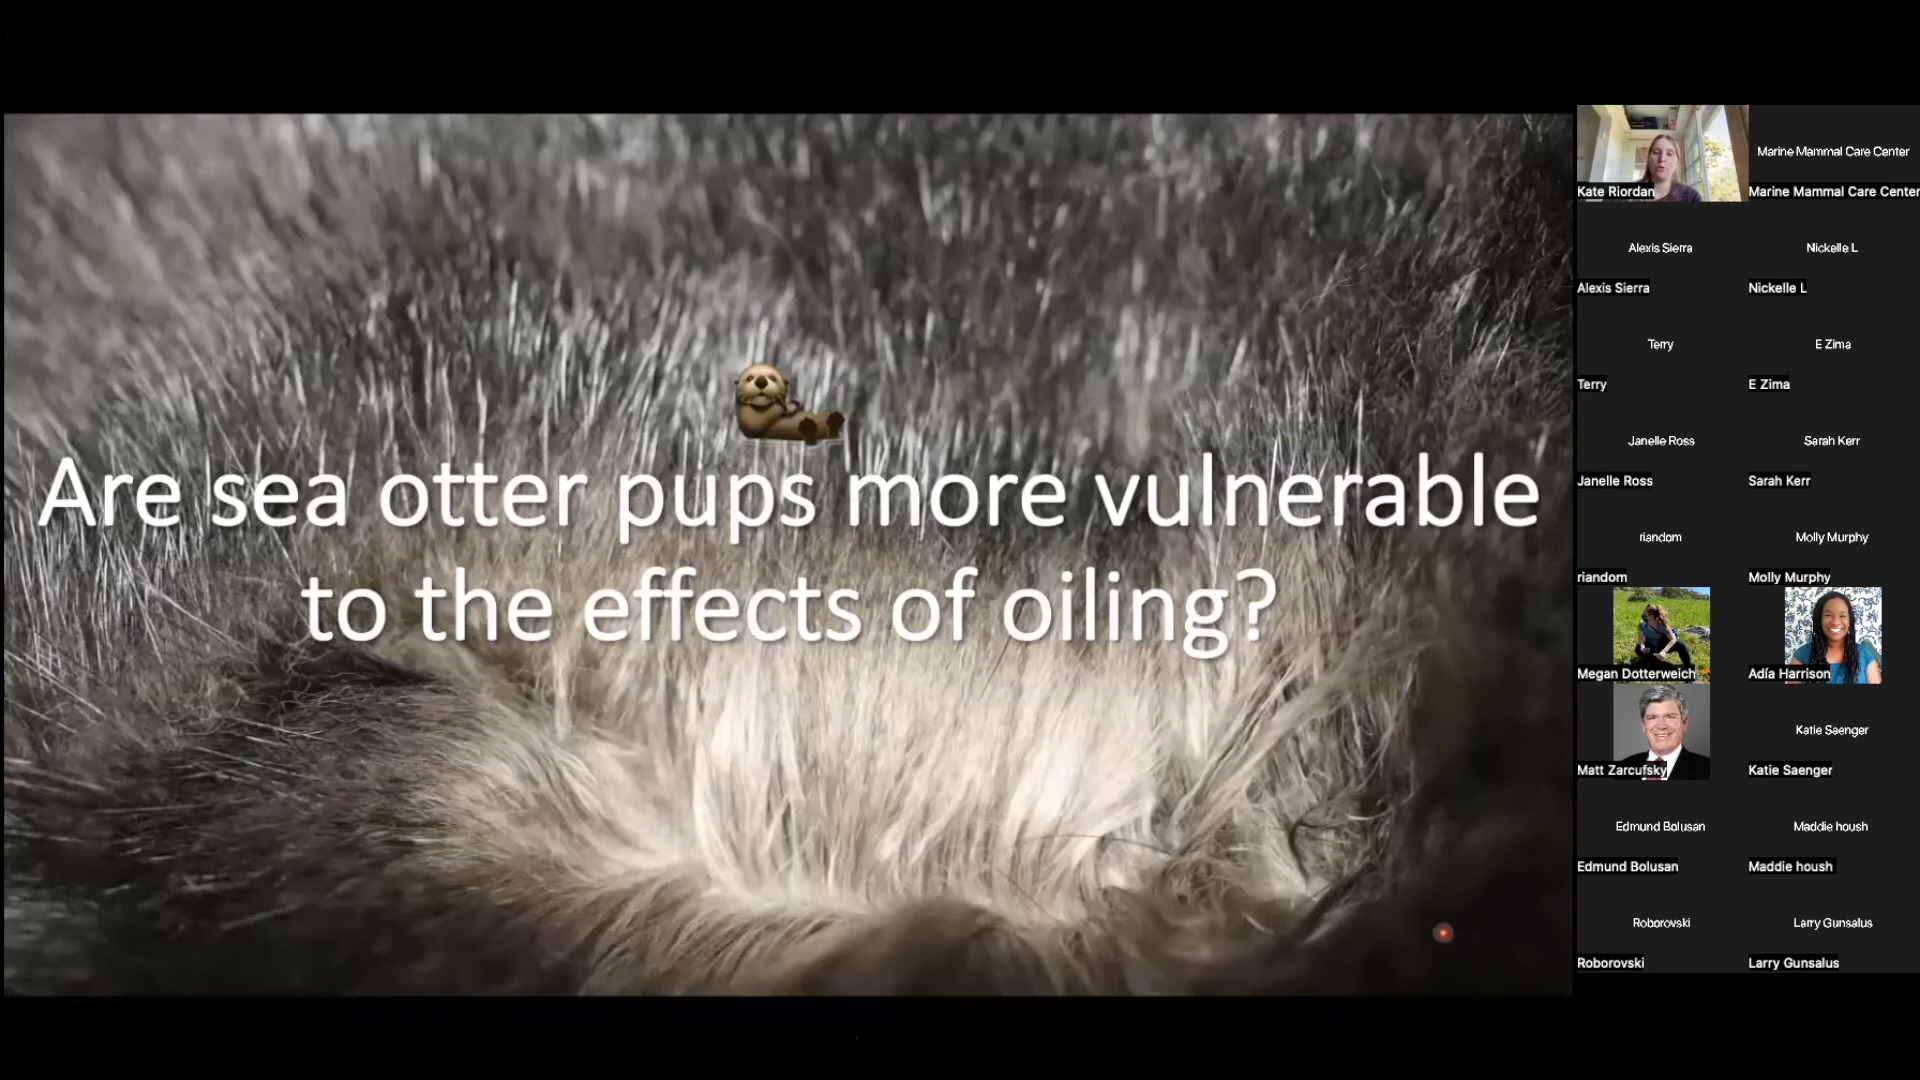 Are sea otter pups more vulnerable
to the effects of oiling?
Kate Riordan
Marine Mammal Care Center
Marine Mammal Care Center
Alexis Sierra
Alexis Sierra
Nickelle L
Nickelle L
Terry
Terry
E Zima
E Zima
Janelle Ross
Janelle Ross
Sarah Kerr
Sarah Kerr
riandom
riandom
Molly Murphy
Molly Murphy
Megan Dotterweich
Adía Harrison
Matt Zarcufsky
Katie Saenger
Katie Saenger
Edmund Bolusan
Edmund Bolusan
Maddie housh
Maddie housh
Roborovski
Roborovski
Larry Gunsalus
Larry Gunsalus